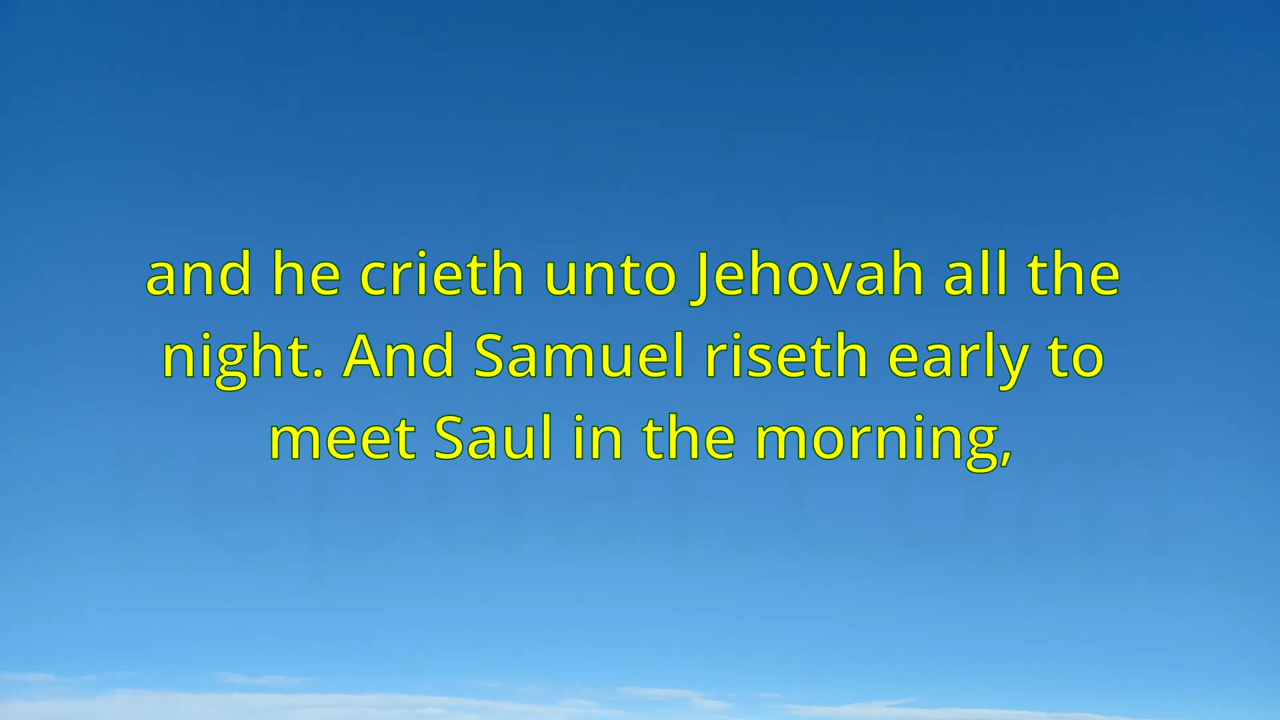 and he crieth unto Jehovah all the
night. And Samuel riseth early to
meet Saul in the morning,